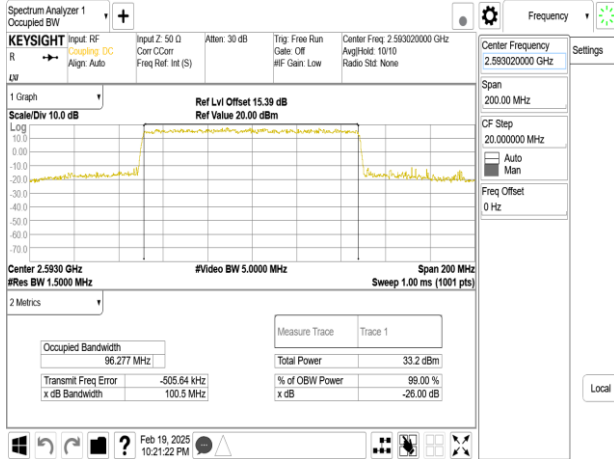 Spectrum Analyzer 1
Occupied BW
+
Frequency
KEYSIGHT
R
Input: RF
Coupling: DC
Align: Auto
Input Z: 50 Ω
Corr CCorr
Freq Ref: Int (S)
Atten: 30 dB
Trig: Free Run
Gate: Off
#IF Gain: Low
Center Freq: 2.593020000 GHz
Avg|Hold: 10/10
Radio Std: None
Center Frequency
2.593020000 GHz
Settings
Span
200.00 MHz
CF Step
20.000000 MHz
Auto
Man
Freq Offset
0 Hz
Local
1 Graph
Scale/Div 10.0 dB
Ref Lvl Offset 15.39 dB
Ref Value 20.00 dBm
Log
10.0
0.00
-10.0
-20.0
-30.0
-40.0
-50.0
-60.0
-70.0
Center 2.5930 GHz
#Video BW 5.0000 MHz
Span 200 MHz
#Res BW 1.5000 MHz
Sweep 1.00 ms (1001 pts)
2 Metrics
Measure Trace
Trace 1
Occupied Bandwidth
96.277 MHz
Total Power
33.2 dBm
Transmit Freq Error
-505.64 kHz
% of OBW Power
99.00 %
x dB Bandwidth
100.5 MHz
x dB
-26.00 dB
?
Feb 19, 2025
10:21:22 PM